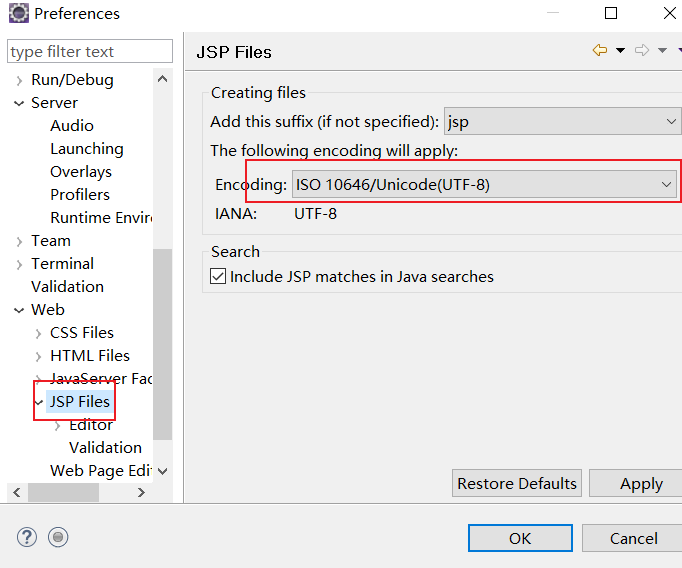 Preferences
type filter text
Run/Debug
Server
Audio
Launching
Overlays
Profilers
Runtime Envir
Team
Terminal
Validation
Web
CSS Files
HTML Files
JavaServer Fac
JSP Files
Editor
Validation
Web Page Edit
JSP Files
Creating files
Add this suffix (if not specified): jsp
The following encoding will apply:
Encoding: ISO 10646/Unicode(UTF-8)
IANA: UTF-8
Search
Include JSP matches in Java searches
Restore Defaults Apply
? OK Cancel